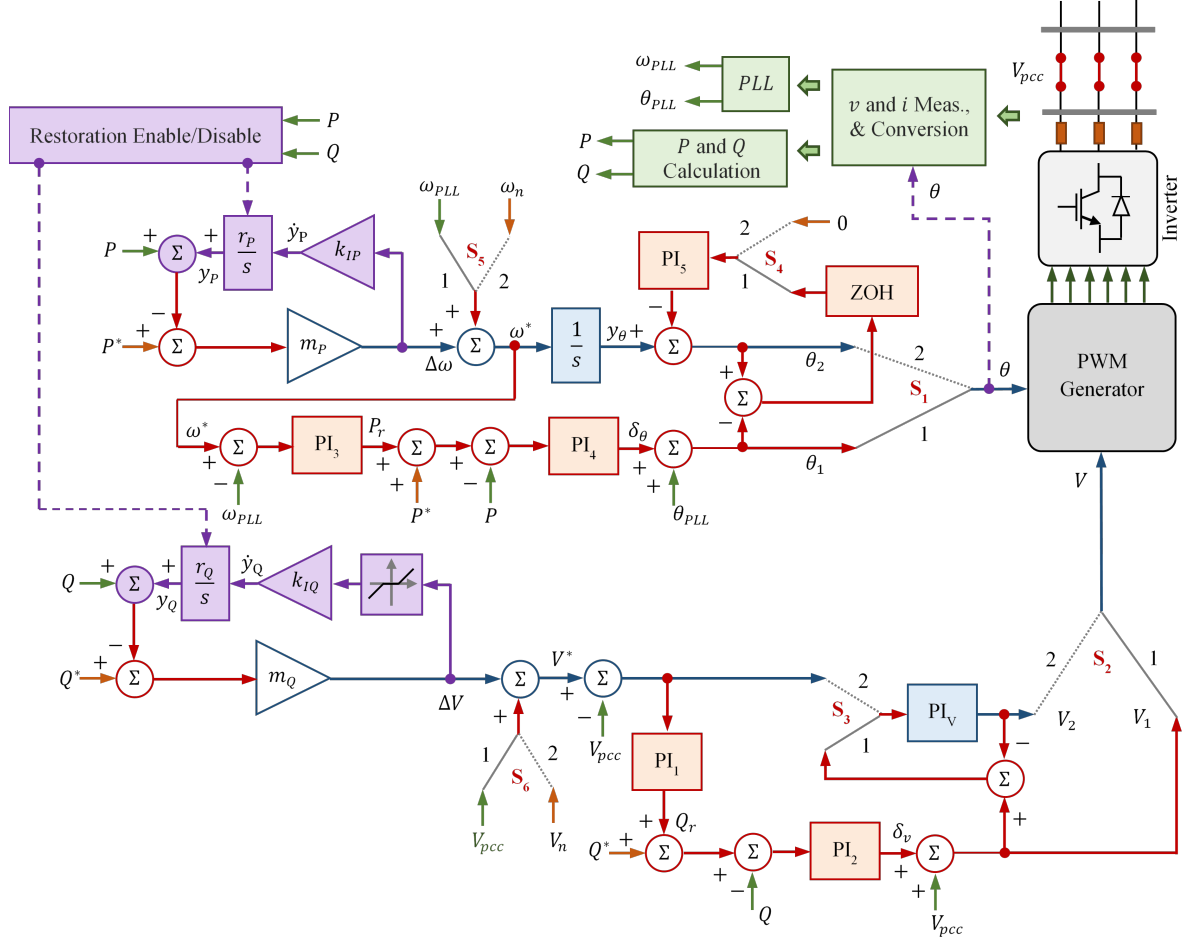 Restoration Enable/Disable
P
Q
ω_PLL
θ_PLL
PLL
v and i Meas.,
& Conversion
V_pcc
P
Q
P and Q
Calculation
θ
Inverter
ω_PLL
ω_n
S_5
1
2
P
+
Σ
+
y_P
r_P
s
ẏ_P
k_IP
P*
+
−
Σ
m_P
+
Δω
+
Σ
ω*
1
s
y_θ
+
−
Σ
PI_5
2
1
S_4
0
ZOH
θ_2
2
S_1
1
θ
PWM
Generator
+
Σ
−
ω*
+
Σ
−
ω_PLL
PI_3
P_r
+
Σ
+
P*
+
Σ
−
P
PI_4
δ_θ
+
Σ
+
θ_PLL
θ_1
V
Q
+
Σ
+
y_Q
r_Q
s
ẏ_Q
k_IQ
Q*
+
−
Σ
m_Q
ΔV
Σ
+
V*
+
Σ
−
V_pcc
1
2
S_6
V_pcc
V_n
2
S_3
1
PI_V
V_2
2
S_2
1
V_1
−
Σ
+
PI_1
Q_r
+
Q*
+
Σ
+
Σ
−
Q
PI_2
δ_v
+
Σ
+
V_pcc